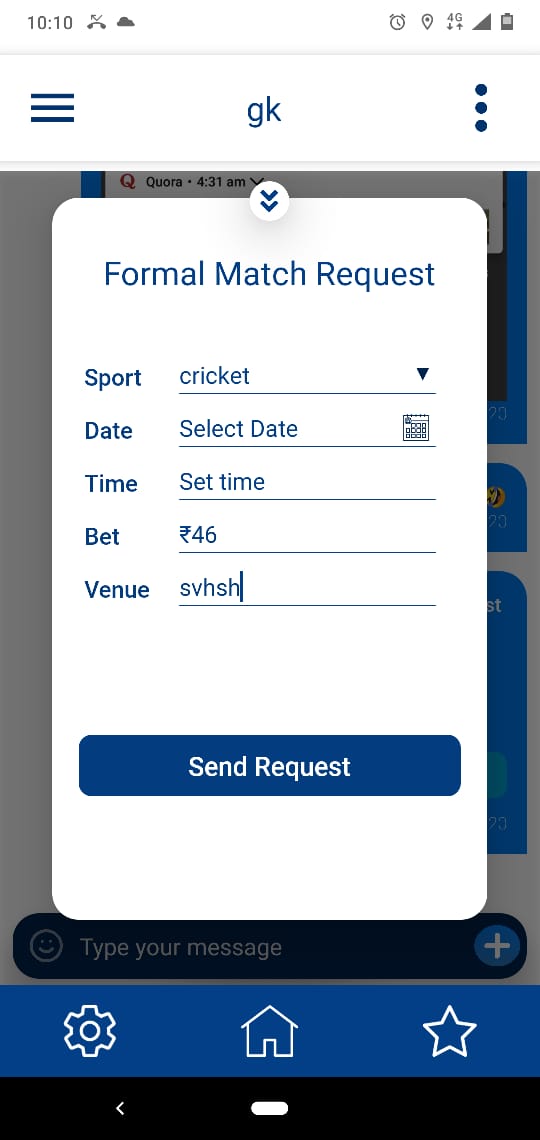 10:10 4G
gk
Quora • 4:31 am
Formal Match Request
Sport cricket
Date Select Date
Time Set time
Bet ₹46
Venue svhsh
Send Request
Type your message